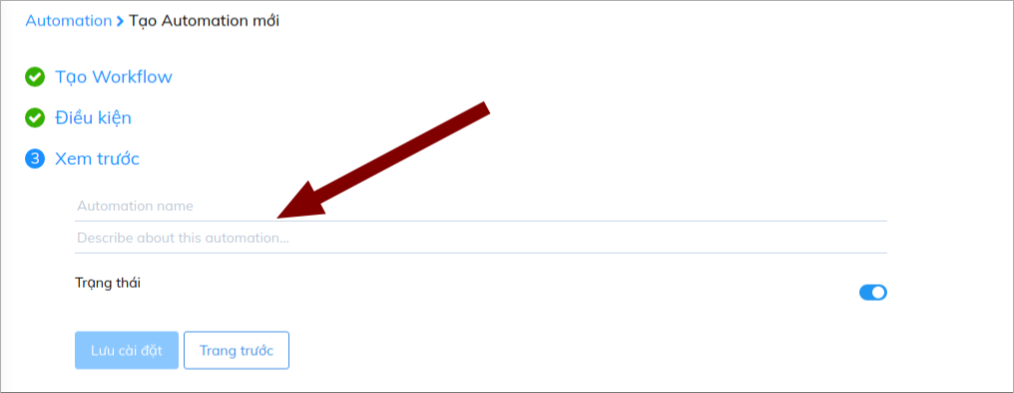 Automation > Tạo Automation mới
Tạo Workflow
Điều kiện
3 Xem trước
Automation name
Describe about this automation...
Trạng thái
Lưu cài đặt Trang trước